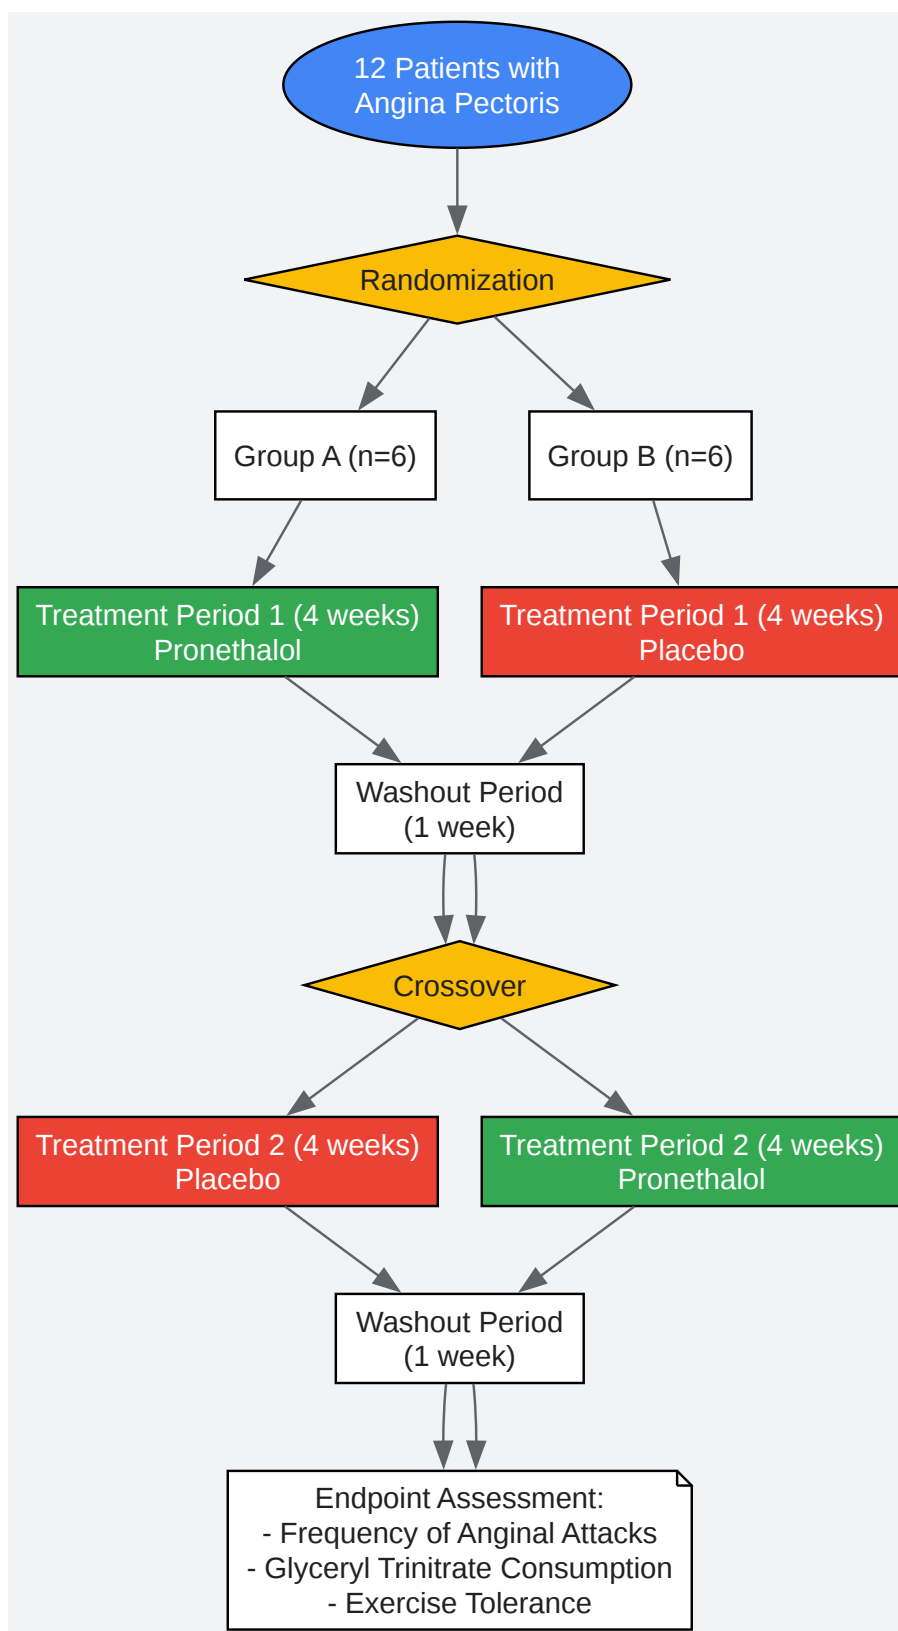 12 Patients with
Angina Pectoris
Randomization
Group A (n=6)
Group B (n=6)
Treatment Period 1 (4 weeks)
Pronethalol
Treatment Period 1 (4 weeks)
Placebo
Washout Period
(1 week)
Crossover
Treatment Period 2 (4 weeks)
Placebo
Treatment Period 2 (4 weeks)
Pronethalol
Washout Period
(1 week)
Endpoint Assessment:
- Frequency of Anginal Attacks
- Glyceryl Trinitrate Consumption
- Exercise Tolerance